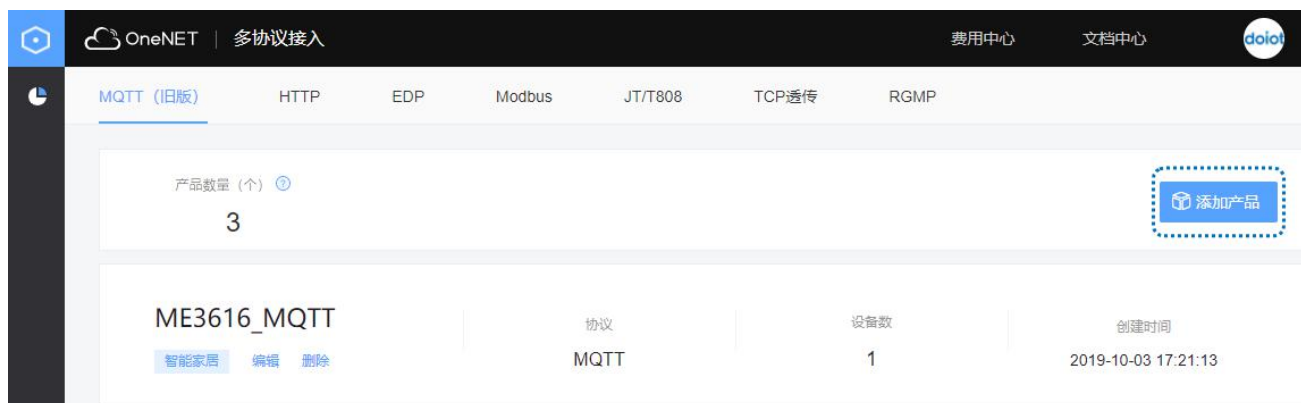 OneNET | 多协议接入 费用中心 文档中心 doiot
MQTT（旧版） HTTP EDP Modbus JT/T808 TCP透传 RGMP
产品数量（个） ?
添加产品
3
ME3616_MQTT 协议 设备数 创建时间
智能家居 编辑 删除 MQTT 1 2019-10-03 17:21:13